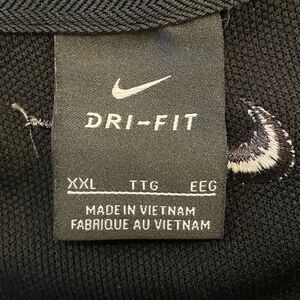 DRI-FIT
XXL TTG EEG
MADE IN VIETNAM
FABRIQUE AU VIETNAM